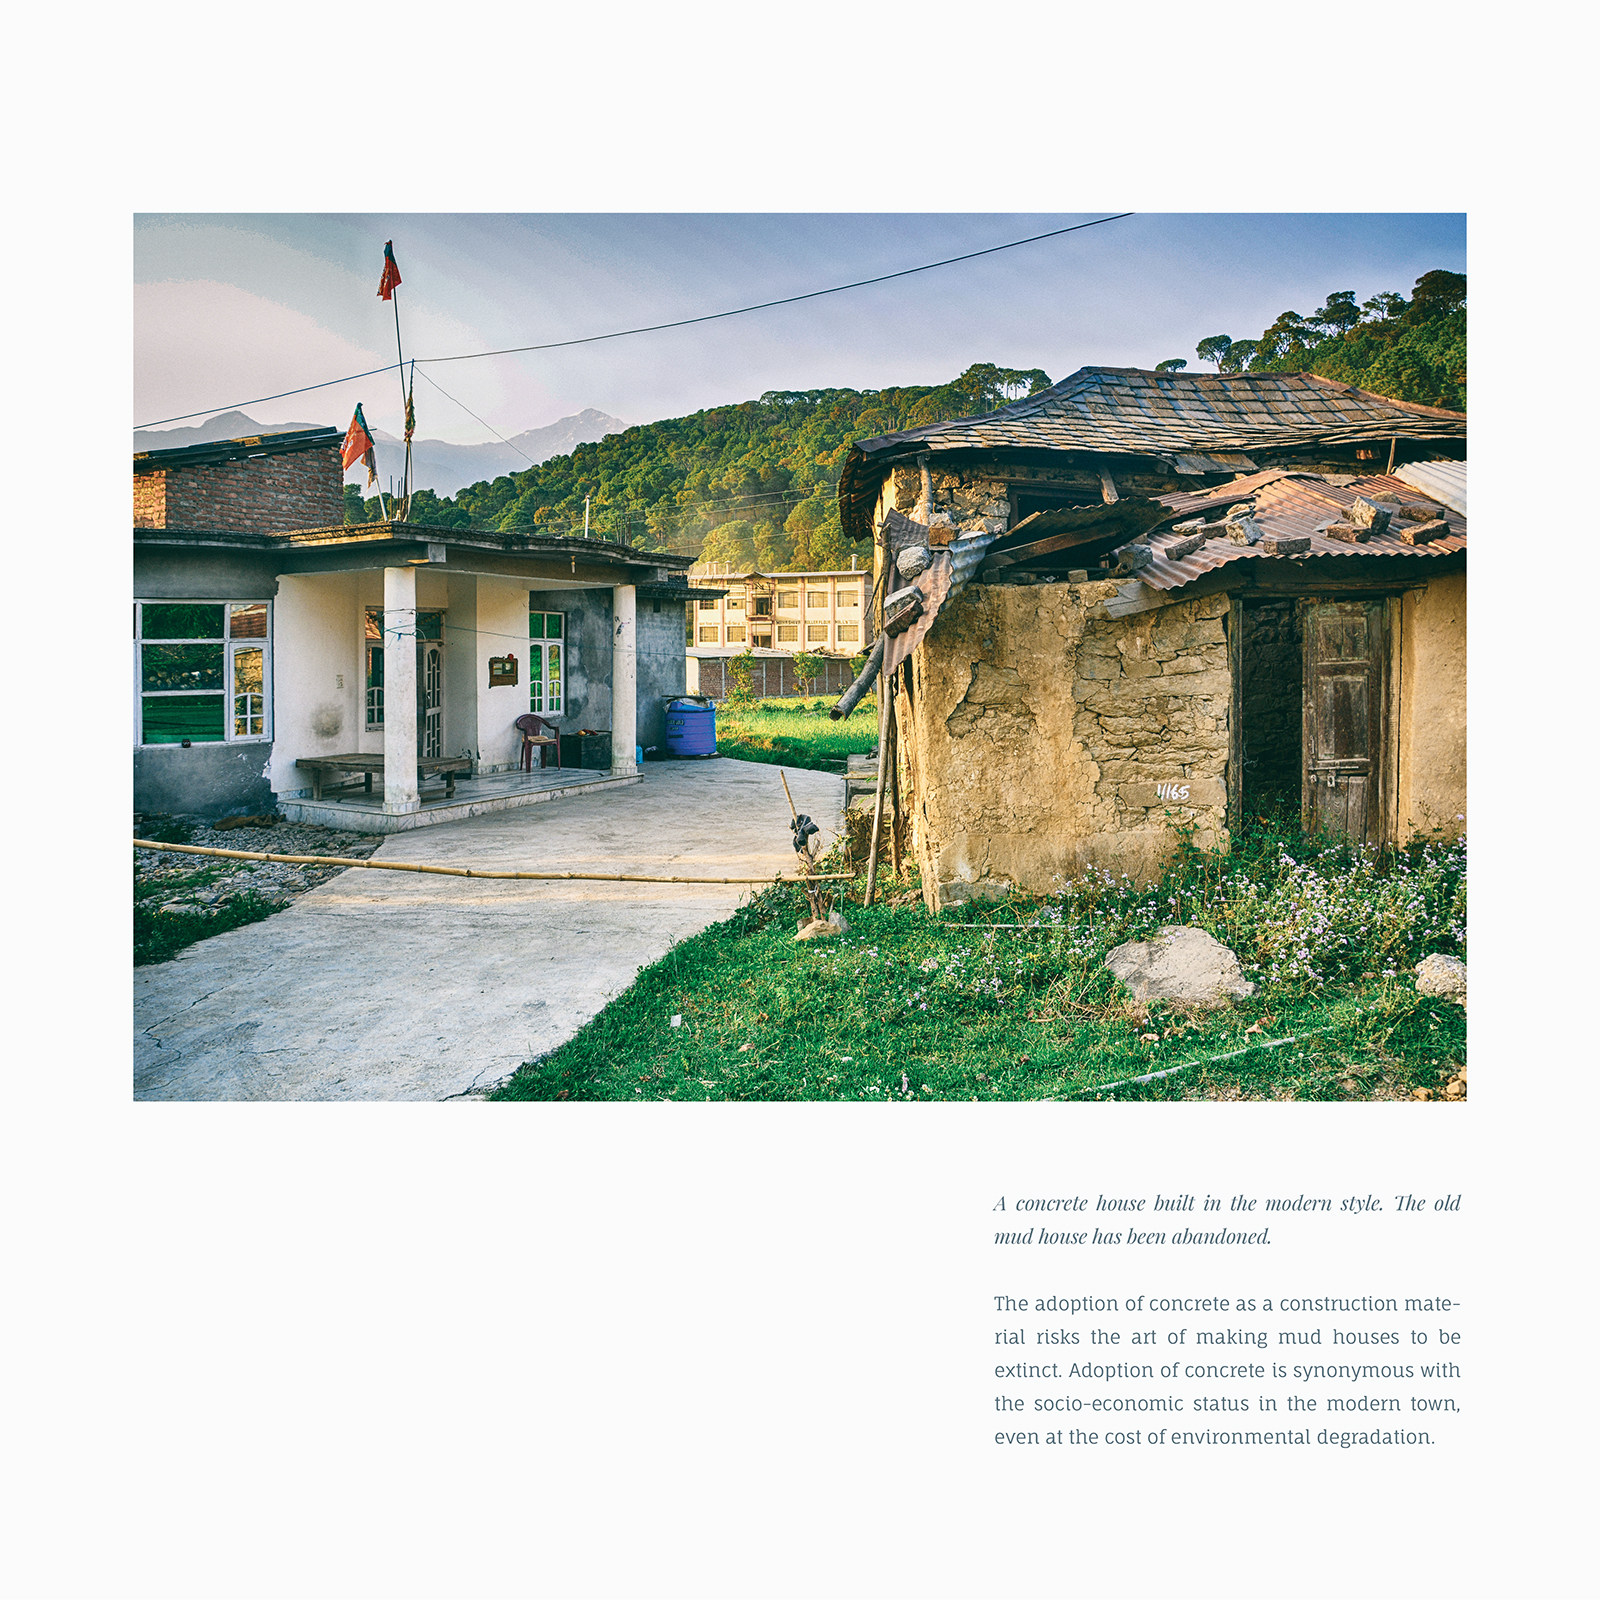 1/165
A concrete house built in the modern style. The old
mud house has been abandoned.
The adoption of concrete as a construction mate-
rial risks the art of making mud houses to be
extinct. Adoption of concrete is synonymous with
the socio-economic status in the modern town,
even at the cost of environmental degradation.